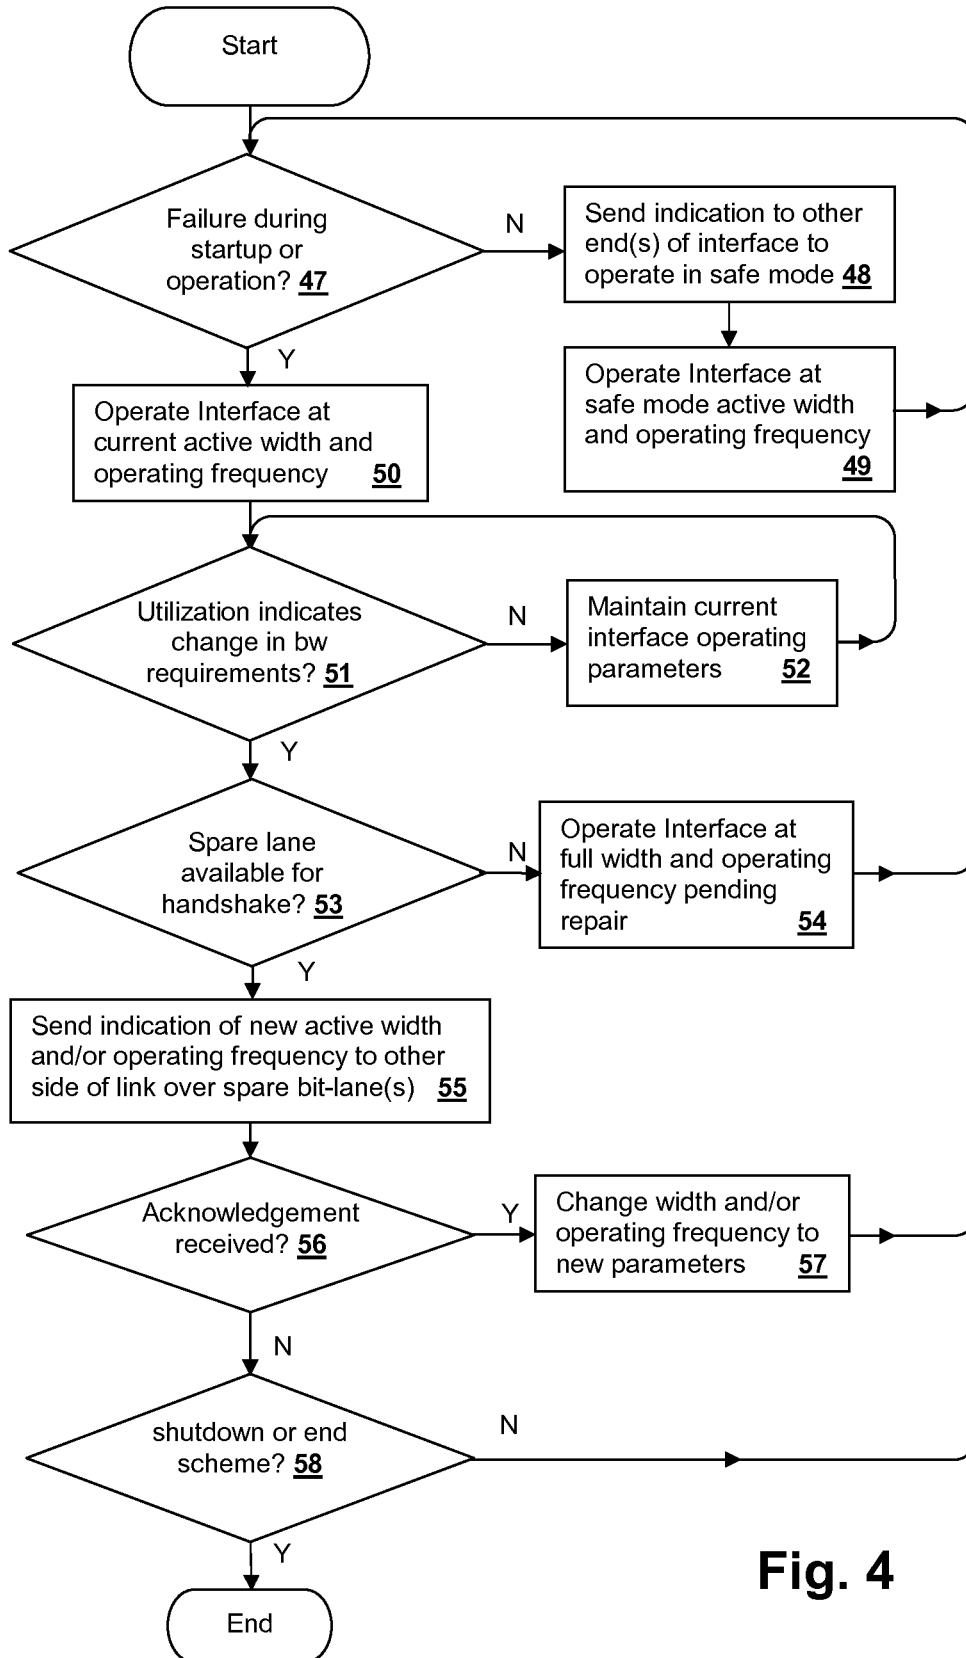 Start
Failure during
startup or
operation? 47
N
Send indication to other
end(s) of interface to
operate in safe mode 48
Y
Operate Interface at
safe mode active width
and operating frequency
49
Operate Interface at
current active width and
operating frequency 50
Utilization indicates
change in bw
requirements? 51
N
Maintain current
interface operating
parameters 52
Y
Spare lane
available for
handshake? 53
N
Operate Interface at
full width and operating
frequency pending
repair 54
Y
Send indication of new active width
and/or operating frequency to other
side of link over spare bit-lane(s) 55
Acknowledgement
received? 56
Y
Change width and/or
operating frequency to
new parameters 57
N
shutdown or end
scheme? 58
N
Y
End
Fig. 4